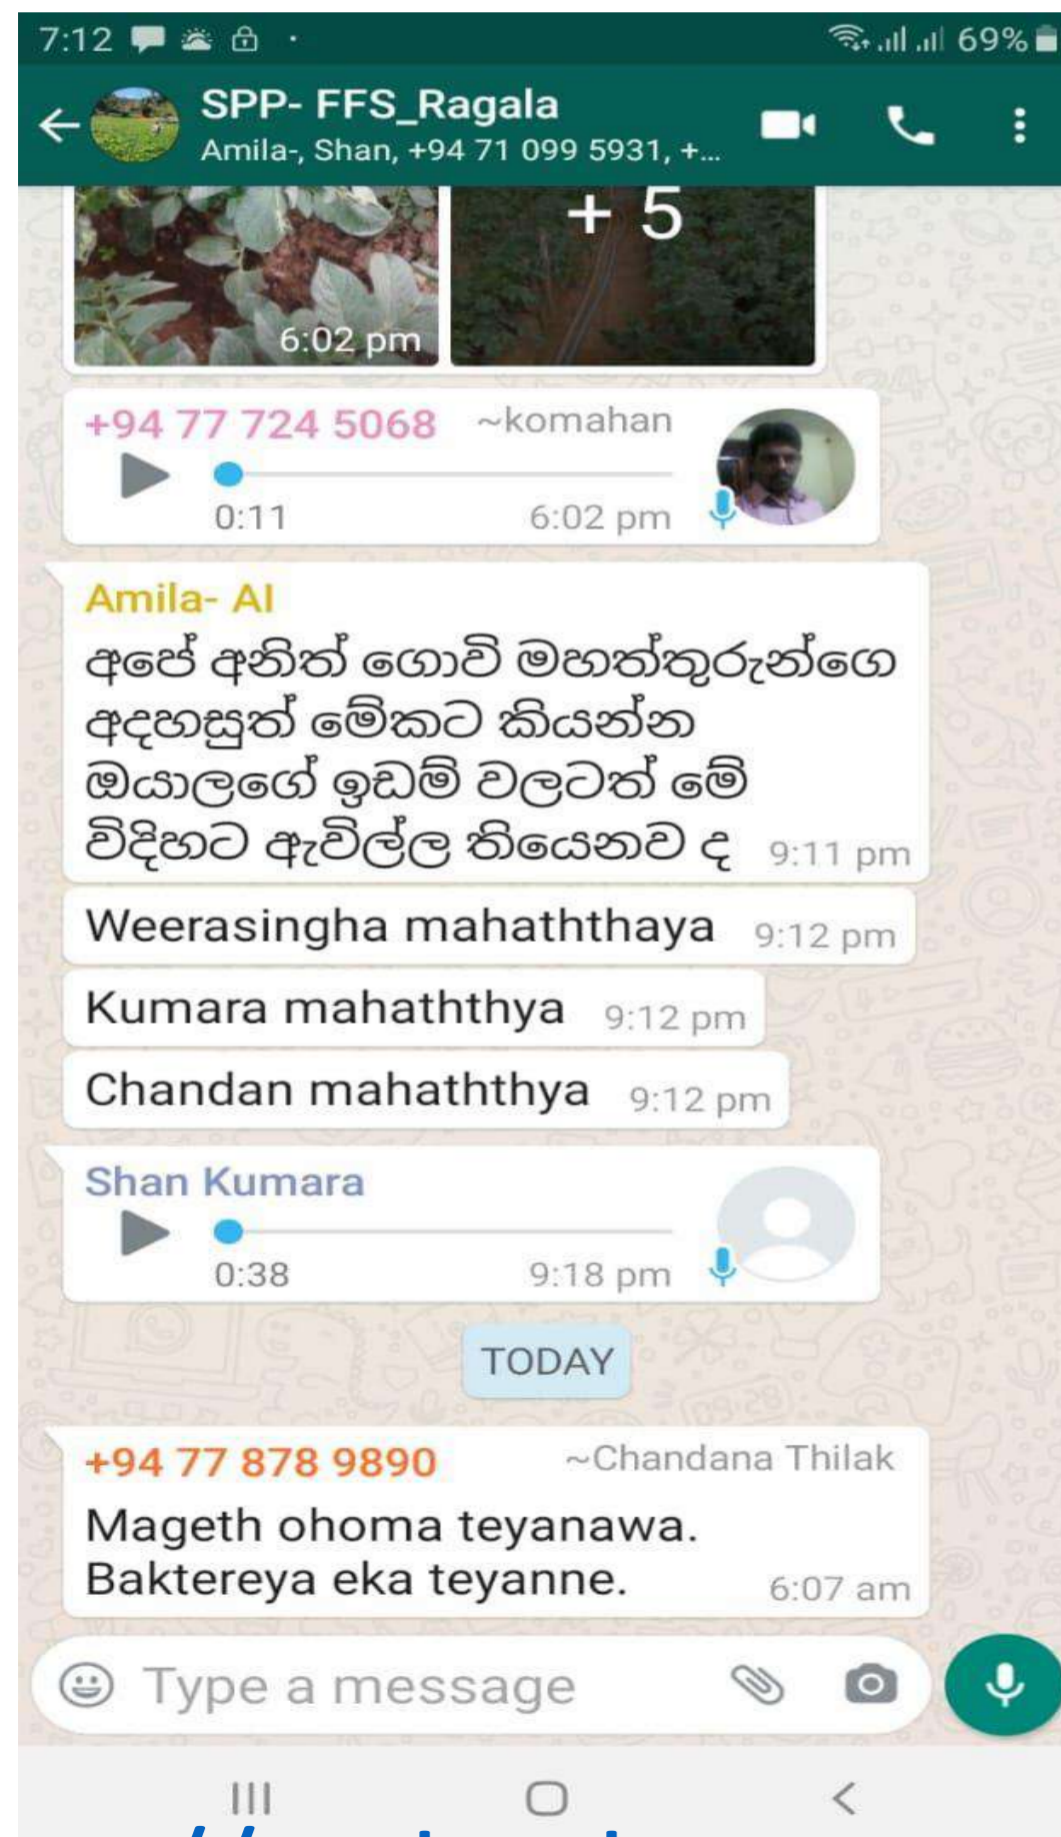 7:12 69%
SPP- FFS_Ragala
Amila-, Shan, +94 71 099 5931, +...
+ 5
6:02 pm
+94 77 724 5068 ~komahan
0:11 6:02 pm
Amila- AI
අපේ අනිත් ගොවි මහත්තුරුන්ගෙ
අදහසුත් මේකට කියන්න
ඔයාලගේ ඉඩම් වලටත් මේ
විදිහට ඇවිල්ල තියෙනව ද 9:11 pm
Weerasingha mahaththaya 9:12 pm
Kumara mahaththya 9:12 pm
Chandan mahaththya 9:12 pm
Shan Kumara
0:38 9:18 pm
TODAY
+94 77 878 9890 ~Chandana Thilak
Mageth ohoma teyanawa.
Baktereya eka teyanne. 6:07 am
Type a message